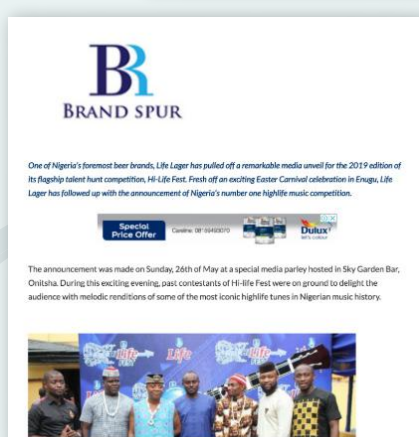 BR
BRAND SPUR
One of Nigeria's foremost beer brands, Life Lager has pulled off a remarkable media unveil for the 2019 edition of
its flagship talent hunt competition, Hi-Life Fest. Fresh off an exciting Easter Carnival celebration in Enugu, Life
Lager has followed up with the announcement of Nigeria's number one highlife music competition.
Special
Price Offer
Careline:
Dulux
The announcement was made on Sunday, 26th of May at a special media parley hosted in Sky Garden Bar,
Onitsha. During this exciting evening, past contestants of Hi-life Fest were on ground to delight the
audience with melodic renditions of some of the most iconic highlife tunes in Nigerian music history.
Life
FEST
Life